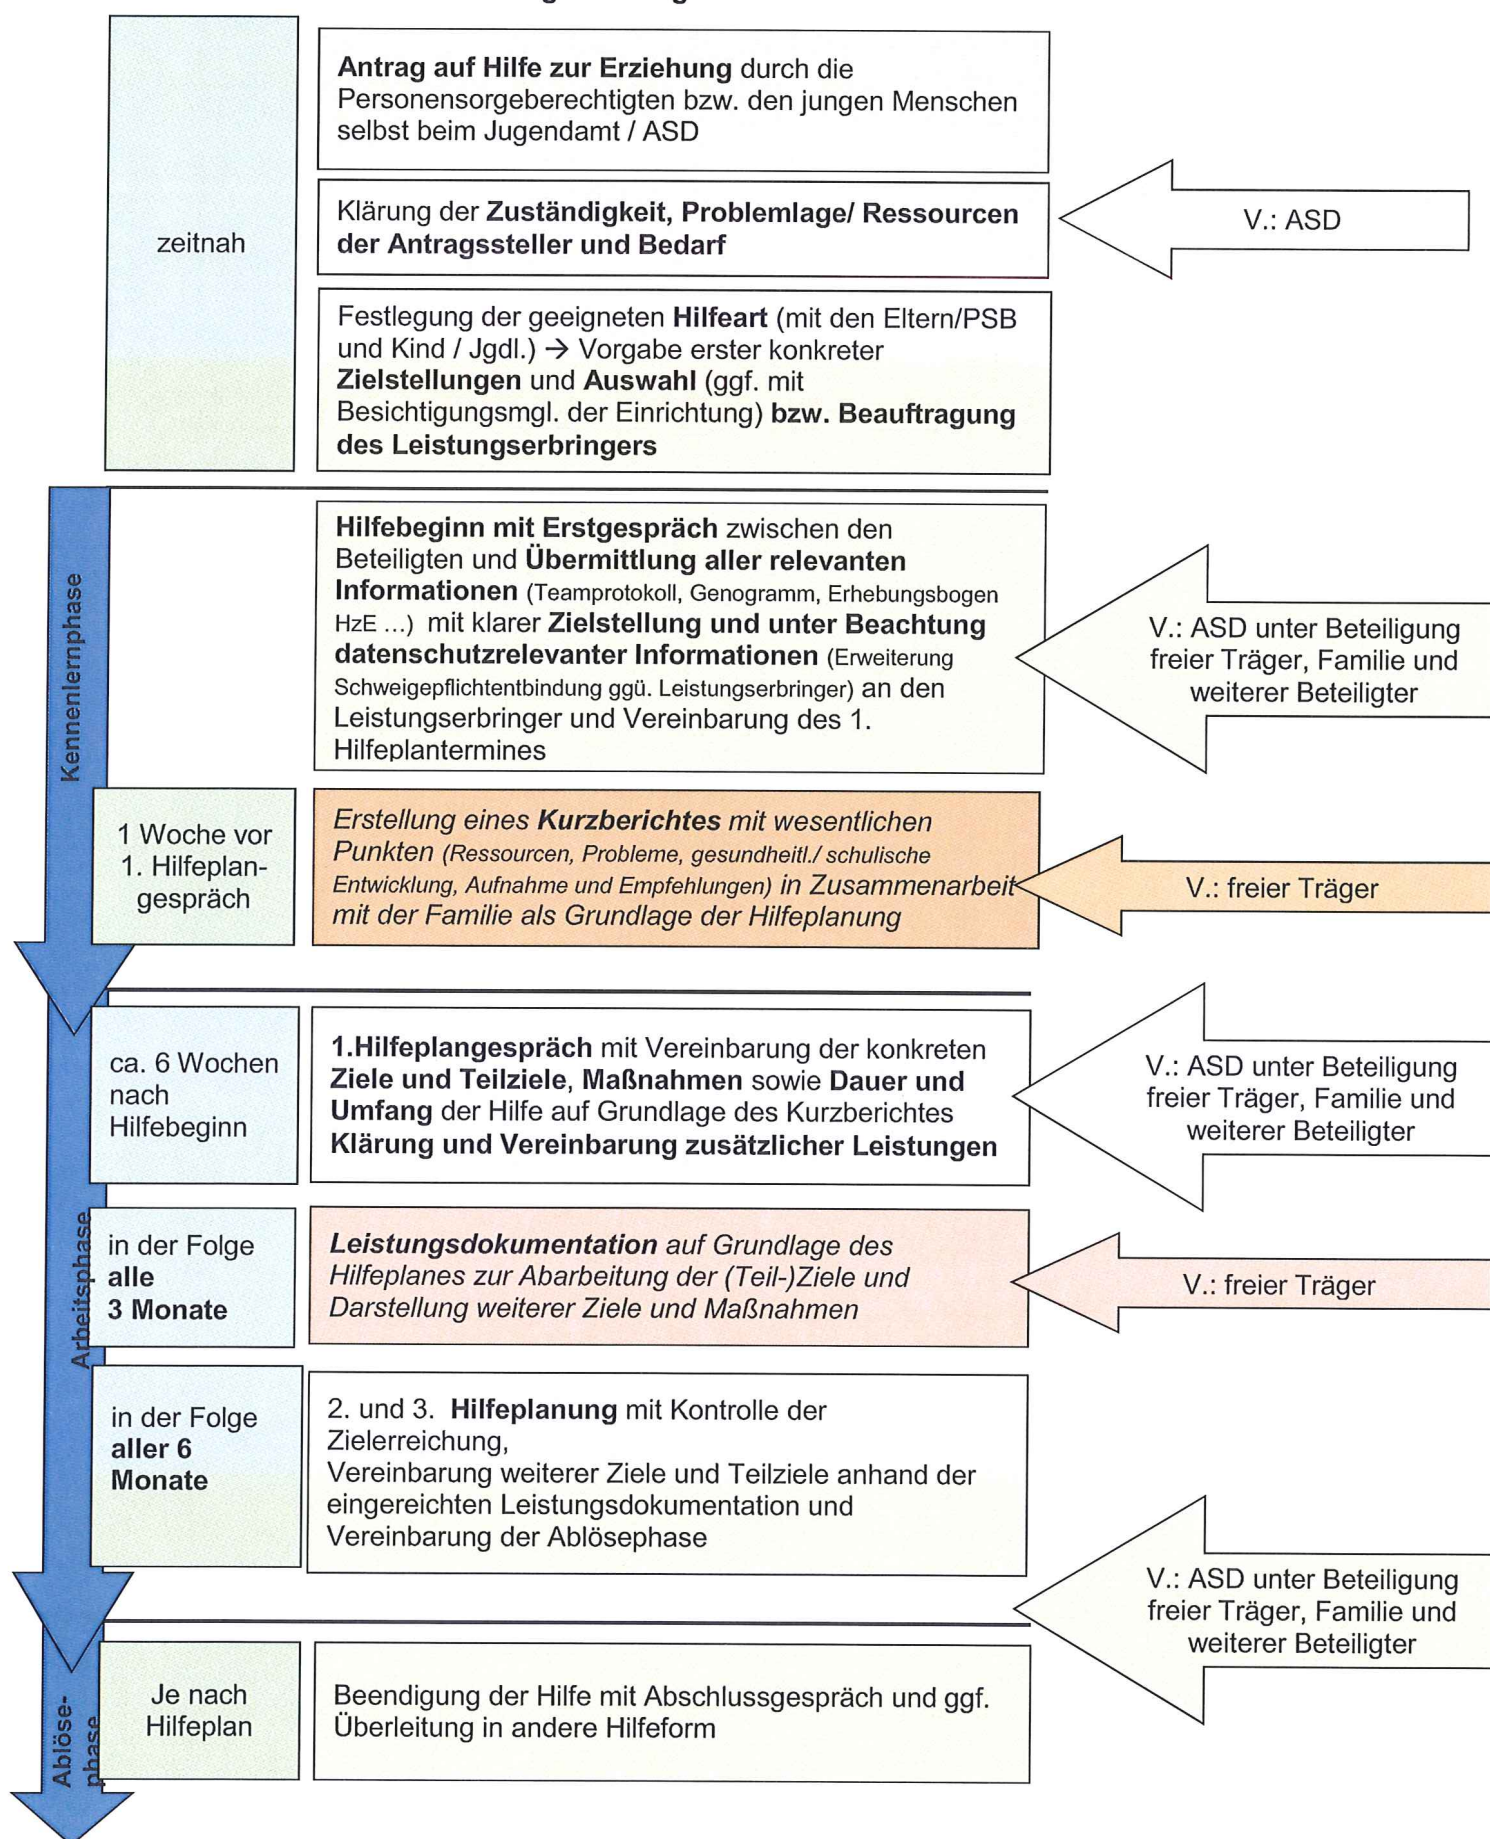 Antrag auf Hilfe zur Erziehung durch die
Personensorgeberechtigten bzw. den jungen Menschen
selbst beim Jugendamt / ASD
zeitnah
Klärung der Zuständigkeit, Problemlage/ Ressourcen
der Antragssteller und Bedarf
V.: ASD
Festlegung der geeigneten Hilfeart (mit den Eltern/PSB
und Kind / Jgdl.) → Vorgabe erster konkreter
Zielstellungen und Auswahl (ggf. mit
Besichtigungsmgl. der Einrichtung) bzw. Beauftragung
des Leistungserbringers
Kennenlernphase
Hilfebeginn mit Erstgespräch zwischen den
Beteiligten und Übermittlung aller relevanten
Informationen (Teamprotokoll, Genogramm, Erhebungsbogen
HzE ...) mit klarer Zielstellung und unter Beachtung
datenschutzrelevanter Informationen (Erweiterung
Schweigepflichtentbindung ggü. Leistungserbringer) an den
Leistungserbringer und Vereinbarung des 1.
Hilfeplantermines
V.: ASD unter Beteiligung
freier Träger, Familie und
weiterer Beteiligter
1 Woche vor
1. Hilfeplan-
gespräch
Erstellung eines Kurzberichtes mit wesentlichen
Punkten (Ressourcen, Probleme, gesundheitl./ schulische
Entwicklung, Aufnahme und Empfehlungen) in Zusammenarbeit
mit der Familie als Grundlage der Hilfeplanung
V.: freier Träger
Arbeitsphase
ca. 6 Wochen
nach
Hilfebeginn
1.Hilfeplangespräch mit Vereinbarung der konkreten
Ziele und Teilziele, Maßnahmen sowie Dauer und
Umfang der Hilfe auf Grundlage des Kurzberichtes
Klärung und Vereinbarung zusätzlicher Leistungen
V.: ASD unter Beteiligung
freier Träger, Familie und
weiterer Beteiligter
in der Folge
alle
3 Monate
Leistungsdokumentation auf Grundlage des
Hilfeplanes zur Abarbeitung der (Teil-)Ziele und
Darstellung weiterer Ziele und Maßnahmen
V.: freier Träger
in der Folge
aller 6
Monate
2. und 3. Hilfeplanung mit Kontrolle der
Zielerreichung,
Vereinbarung weiterer Ziele und Teilziele anhand der
eingereichten Leistungsdokumentation und
Vereinbarung der Ablösephase
V.: ASD unter Beteiligung
freier Träger, Familie und
weiterer Beteiligter
Ablöse-
phase
Je nach
Hilfeplan
Beendigung der Hilfe mit Abschlussgespräch und ggf.
Überleitung in andere Hilfeform